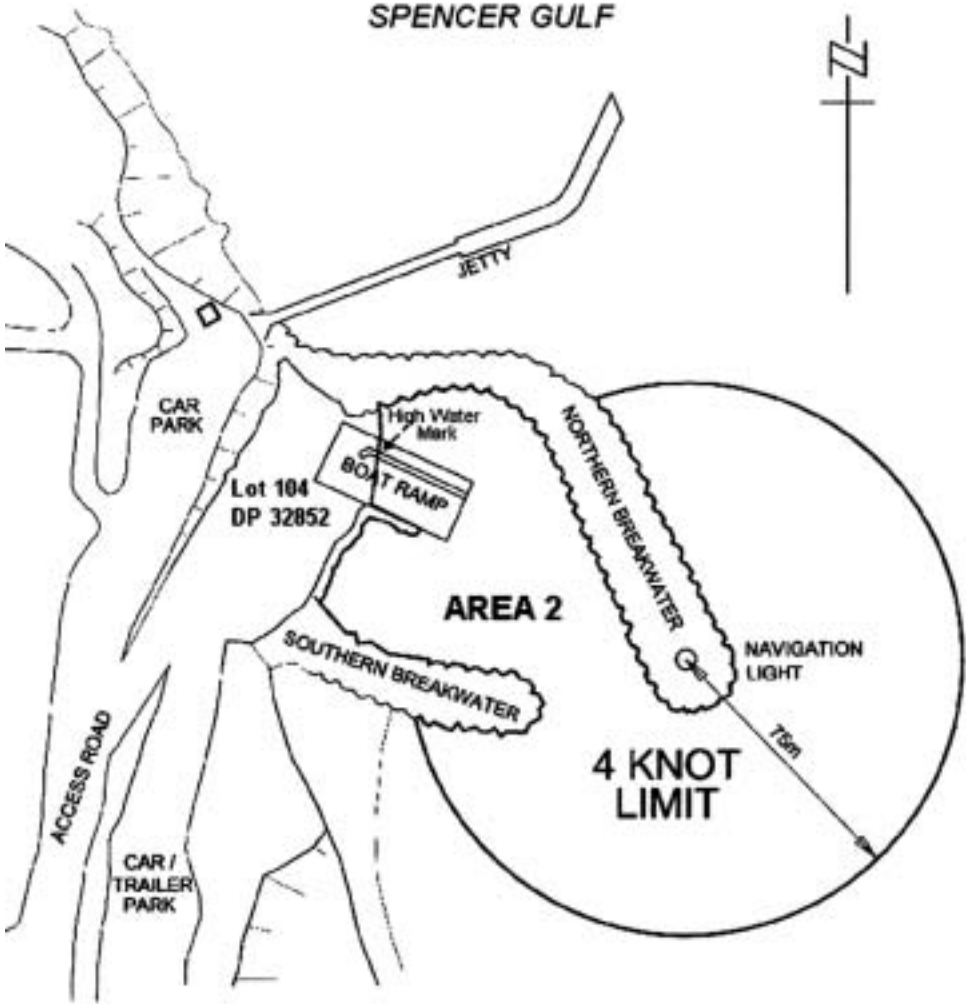 SPENCER GULF
N
JETTY
CAR
PARK
High Water
Mark
BOAT RAMP
Lot 104
DP 32852
NORTHERN BREAKWATER
AREA 2
SOUTHERN BREAKWATER
NAVIGATION
LIGHT
75m
4 KNOT
LIMIT
ACCESS ROAD
CAR /
TRAILER
PARK